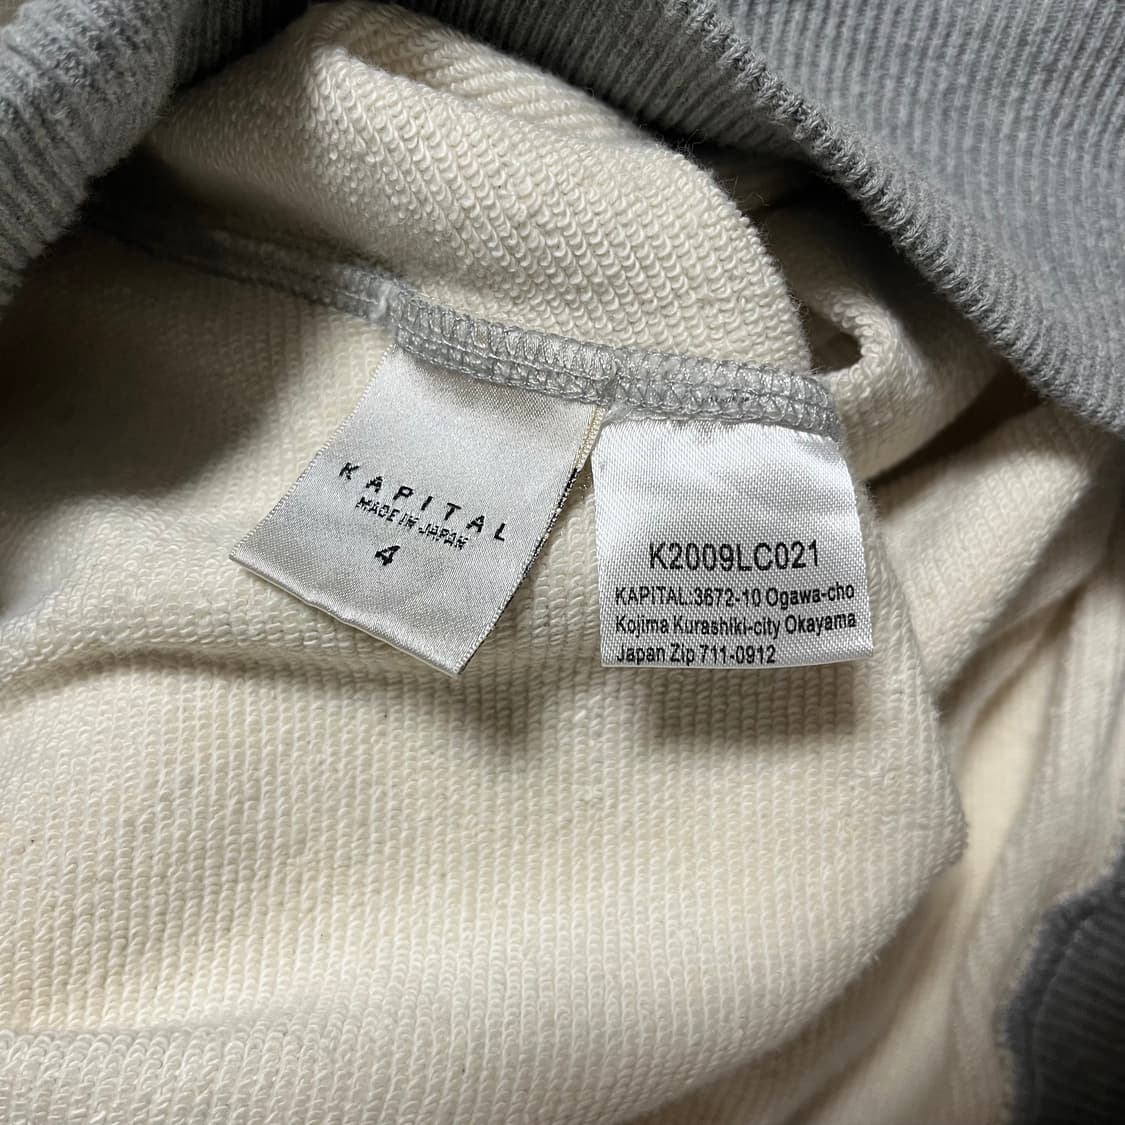 KAPITAL
MADE IN JAPAN
4
K2009LC021
KAPITAL:3672-10 Ogawa-cho
Kojima Kurashiki-city Okayama
Japan Zip 711-0912